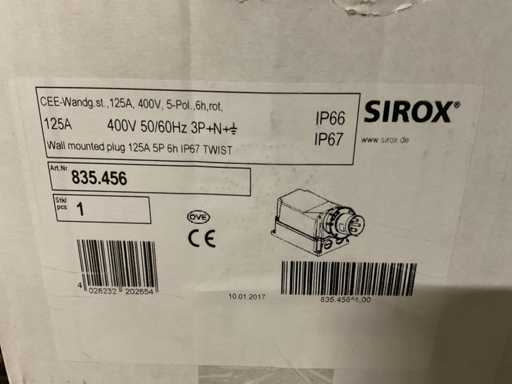 CEE-Wandg.st.,125A, 400V, 5-Pol.,6h,rot,
125A 400V 50/60Hz 3P+N+⏚ IP66
Wall mounted plug 125A 5P 6h IP67 TWIST IP67
SIROX®
www.sirox.de
Art.Nr 835.456
Stk/ pcs 1
OVE
CE
4 028232 202654
10.01.2017
835.456*1,00